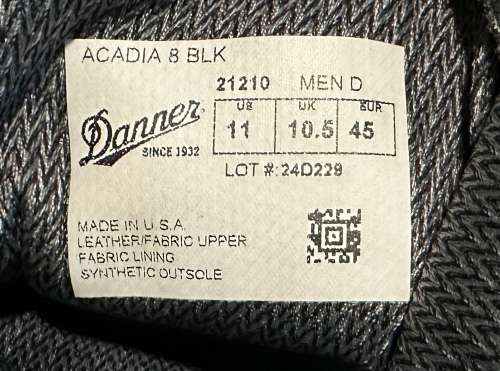 ACADIA 8 BLK
21210 MEN D
US UK EUR
11 10.5 45
Danner
SINCE 1932
LOT #: 24D229
MADE IN U.S.A.
LEATHER/FABRIC UPPER
FABRIC LINING
SYNTHETIC OUTSOLE